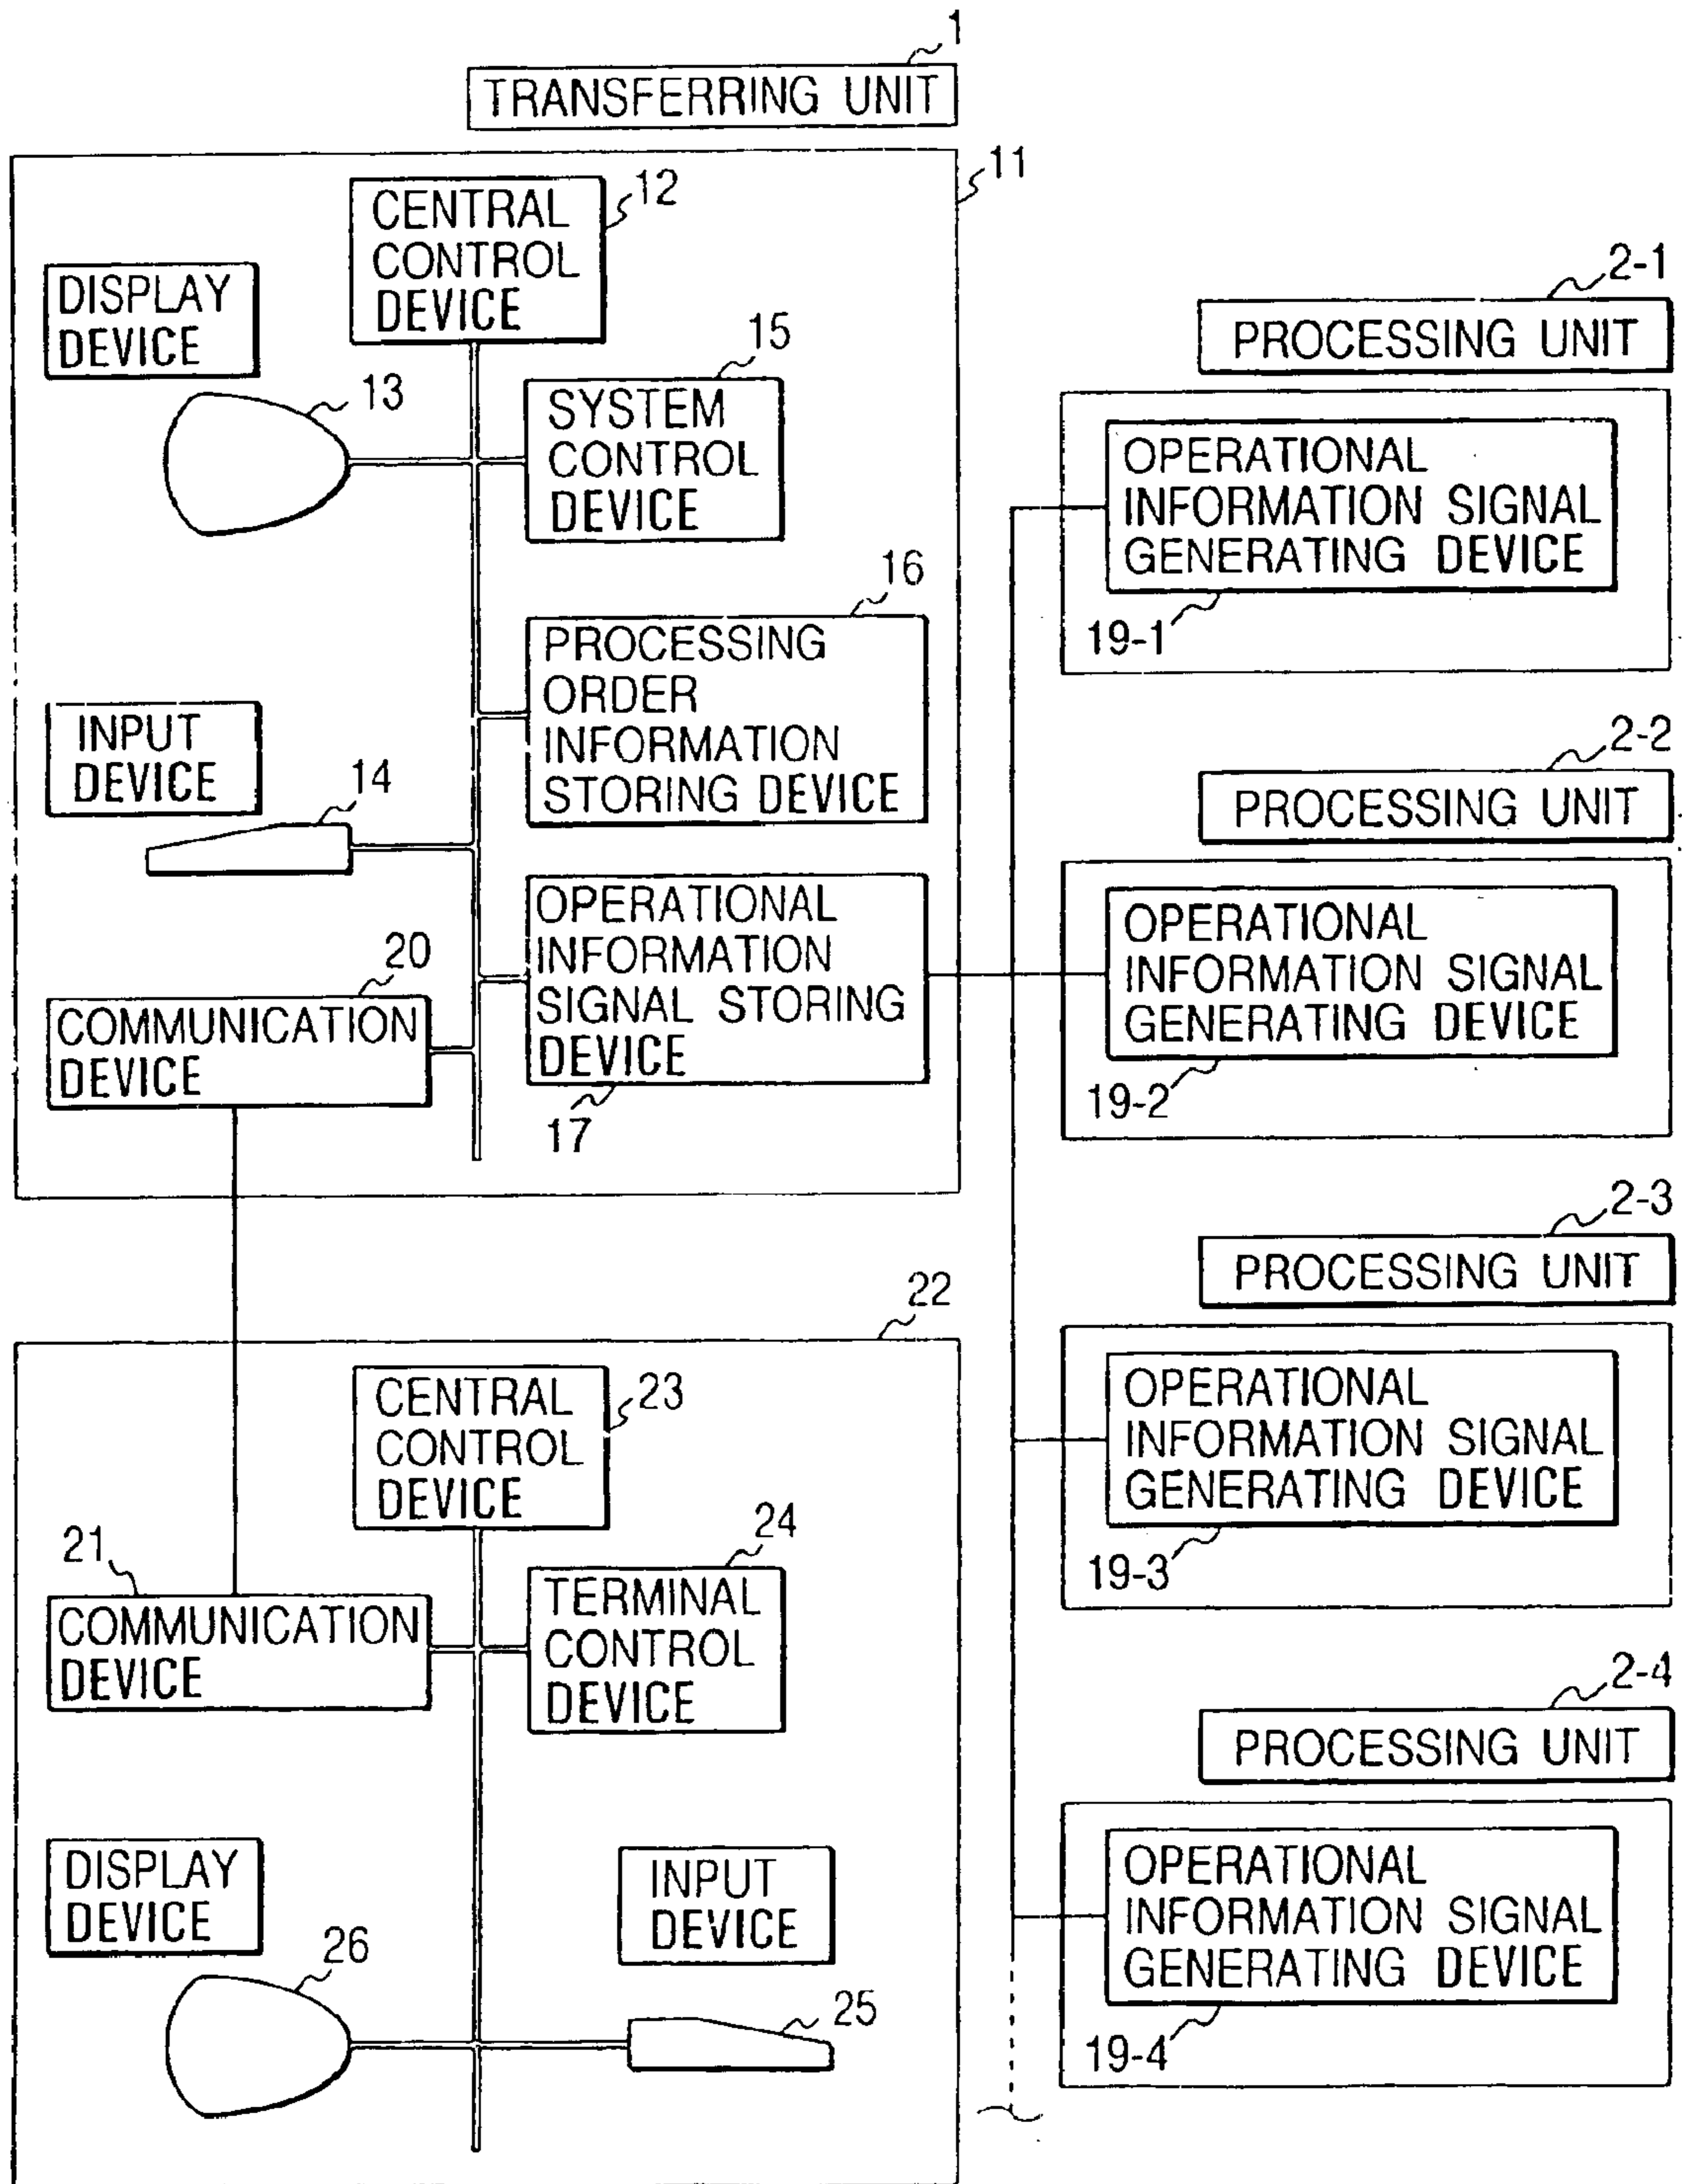 1
TRANSFERRING UNIT
11
12
CENTRAL
CONTROL
DEVICE
DISPLAY
DEVICE
13
15
SYSTEM
CONTROL
DEVICE
16
PROCESSING
ORDER
INFORMATION
STORING DEVICE
INPUT
DEVICE
14
OPERATIONAL
INFORMATION
SIGNAL STORING
DEVICE
17
20
COMMUNICATION
DEVICE
2-1
PROCESSING UNIT
OPERATIONAL
INFORMATION SIGNAL
GENERATING DEVICE
19-1
2-2
PROCESSING UNIT
OPERATIONAL
INFORMATION SIGNAL
GENERATING DEVICE
19-2
2-3
PROCESSING UNIT
OPERATIONAL
INFORMATION SIGNAL
GENERATING DEVICE
19-3
2-4
PROCESSING UNIT
OPERATIONAL
INFORMATION SIGNAL
GENERATING DEVICE
19-4
22
CENTRAL
CONTROL
DEVICE
23
21
COMMUNICATION
DEVICE
24
TERMINAL
CONTROL
DEVICE
DISPLAY
DEVICE
26
INPUT
DEVICE
25